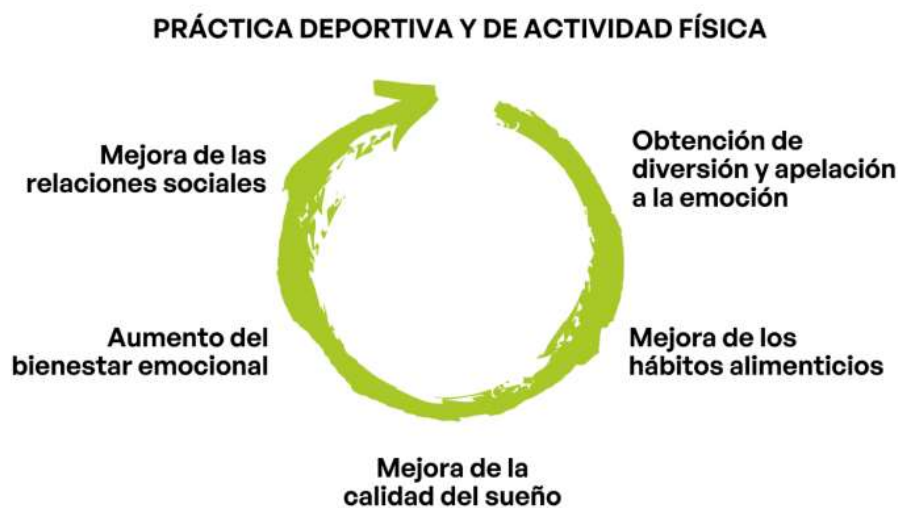 PRÁCTICA DEPORTIVA Y DE ACTIVIDAD FÍSICA
Obtención de
diversión y apelación
a la emoción
Mejora de los
hábitos alimenticios
Mejora de la
calidad del sueño
Aumento del
bienestar emocional
Mejora de las
relaciones sociales